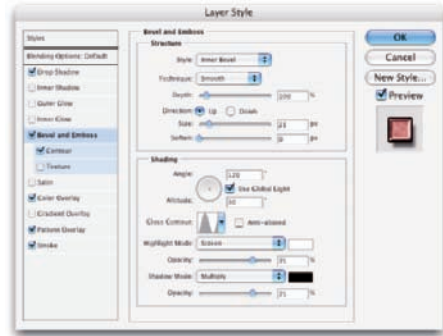 Layer Style
Styles
Blending Options: Default
Drop Shadow
Inner Shadow
Outer Glow
Inner Glow
Bevel and Emboss
Contour
Texture
Satin
Color Overlay
Gradient Overlay
Pattern Overlay
Stroke
Bevel and Emboss
Structure
Style: Inner Bevel
Technique: Smooth
Depth: %
Direction: Up Down
Size: px
Soften: 0 px
Shading
Angle: 120 °
Use Global Light
Altitude: 30 °
Gloss Contour: Anti-aliased
Highlight Mode: Screen
Opacity: %
Shadow Mode: Multiply
Opacity: %
OK
Cancel
New Style...
Preview